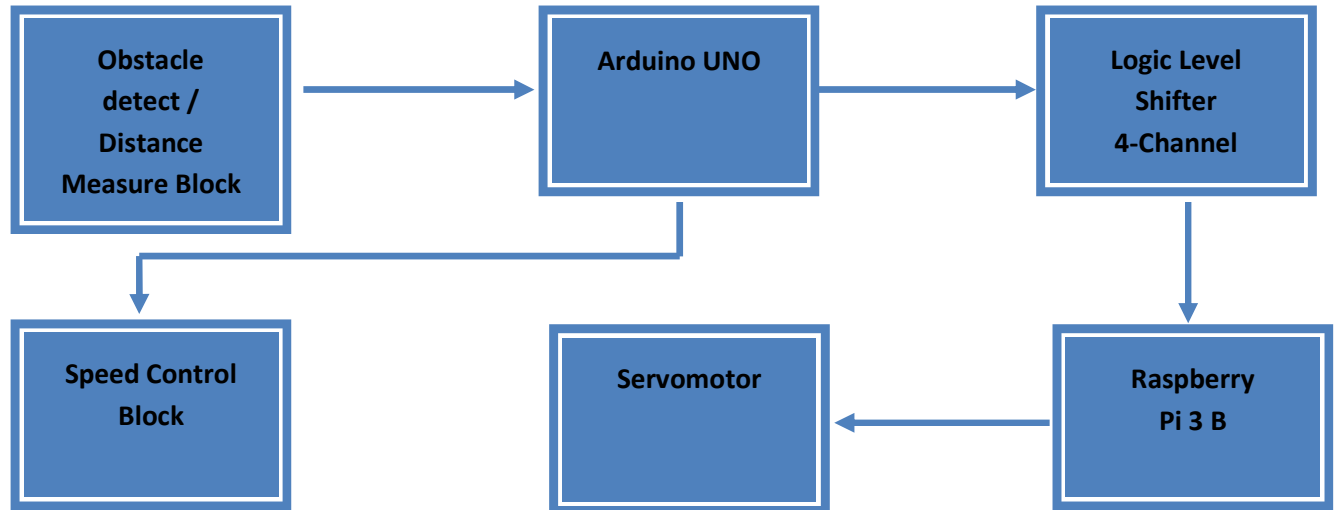 Obstacle
detect /
Distance
Measure Block
Arduino UNO
Logic Level
Shifter
4-Channel
Speed Control
Block
Servomotor
Raspberry
Pi 3 B